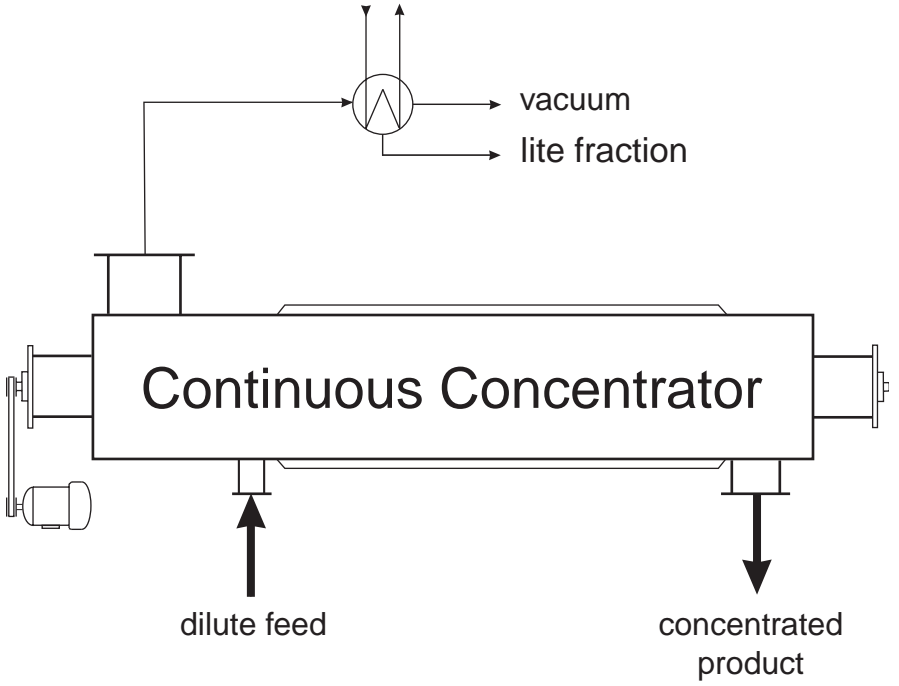 vacuum
lite fraction
Continuous Concentrator
dilute feed
concentrated
product